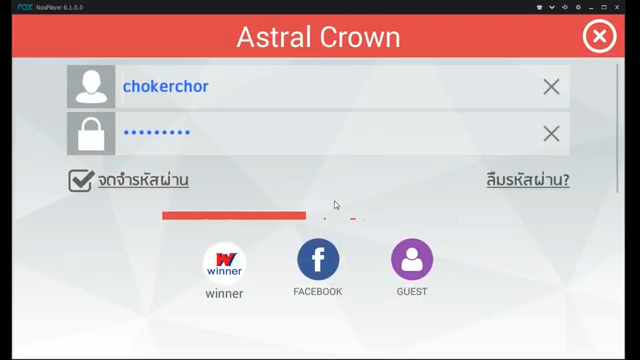 nox NoxPlayer 6.1.0.0
Astral Crown
chokerchor
•••••••••
จดจำรหัสผ่าน
ลืมรหัสผ่าน?
W winner
winner
FACEBOOK
GUEST